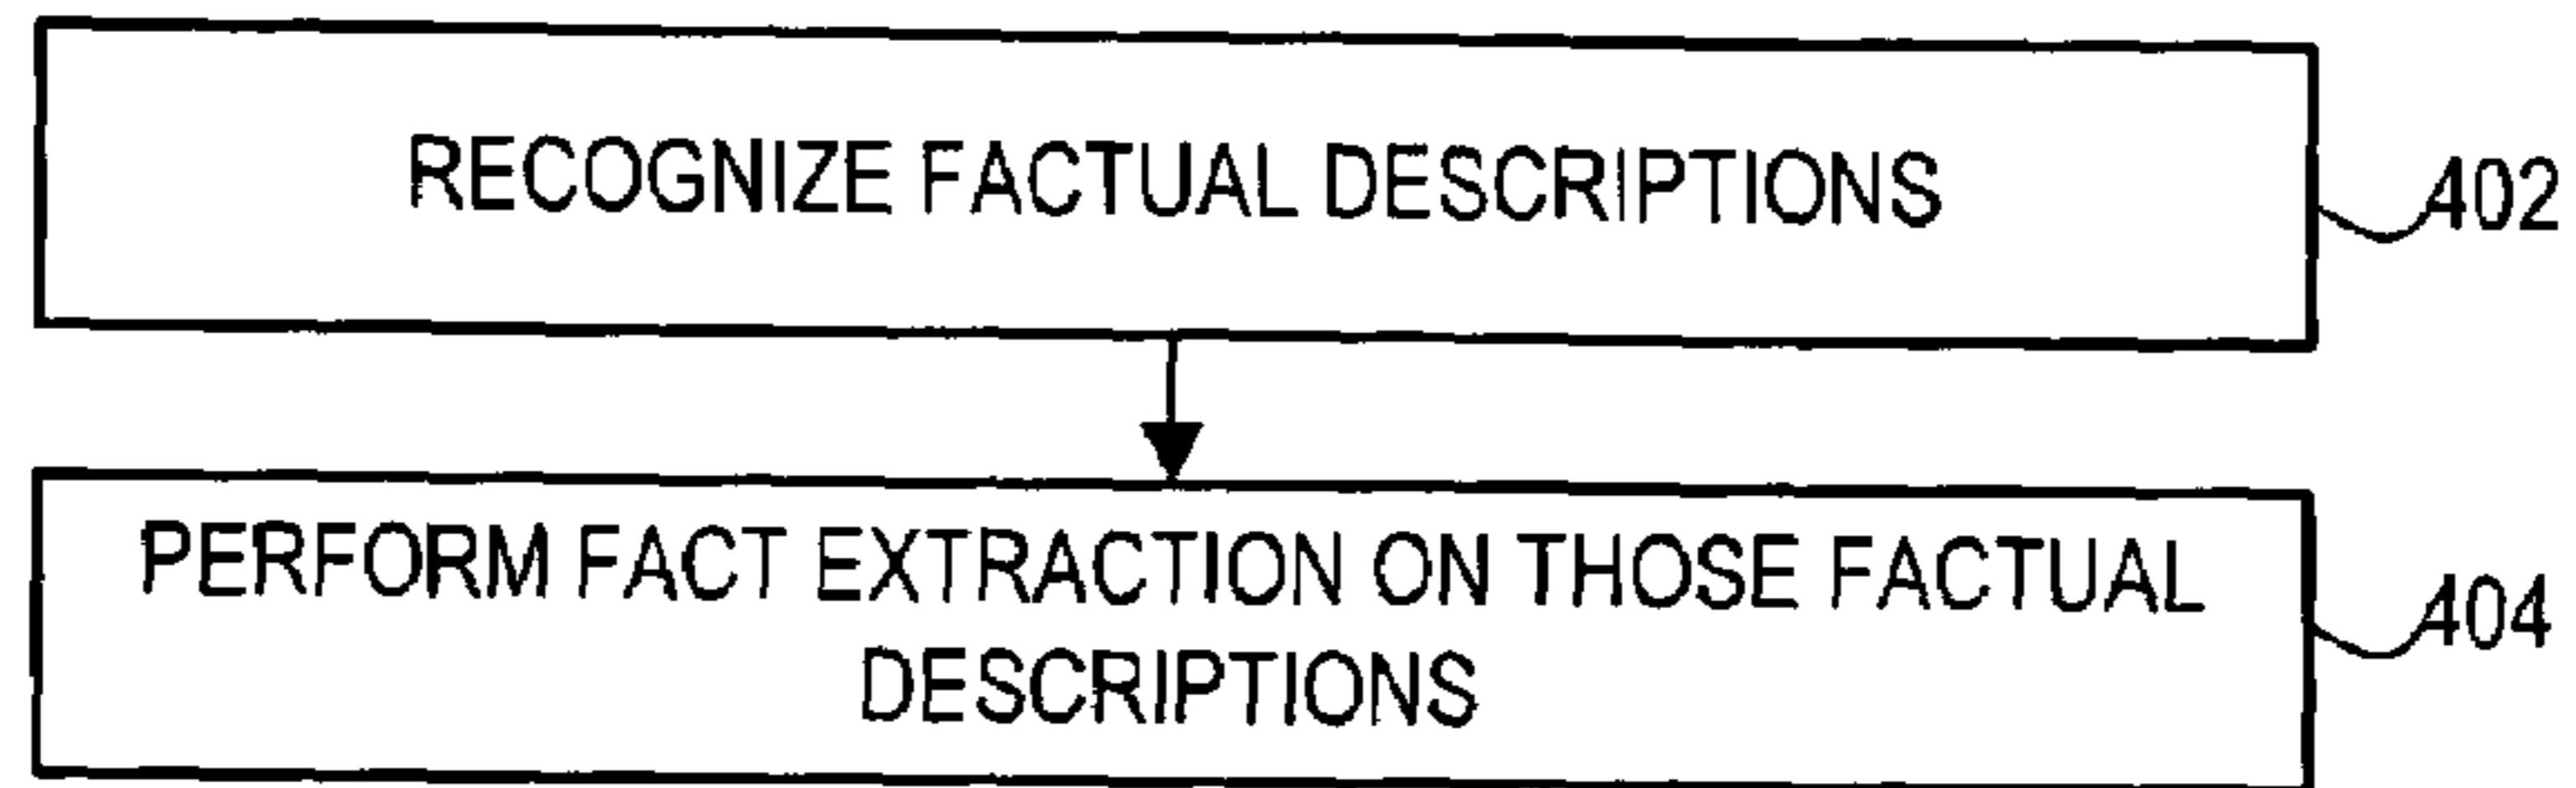 RECOGNIZE FACTUAL DESCRIPTIONS
402
PERFORM FACT EXTRACTION ON THOSE FACTUAL
DESCRIPTIONS
404